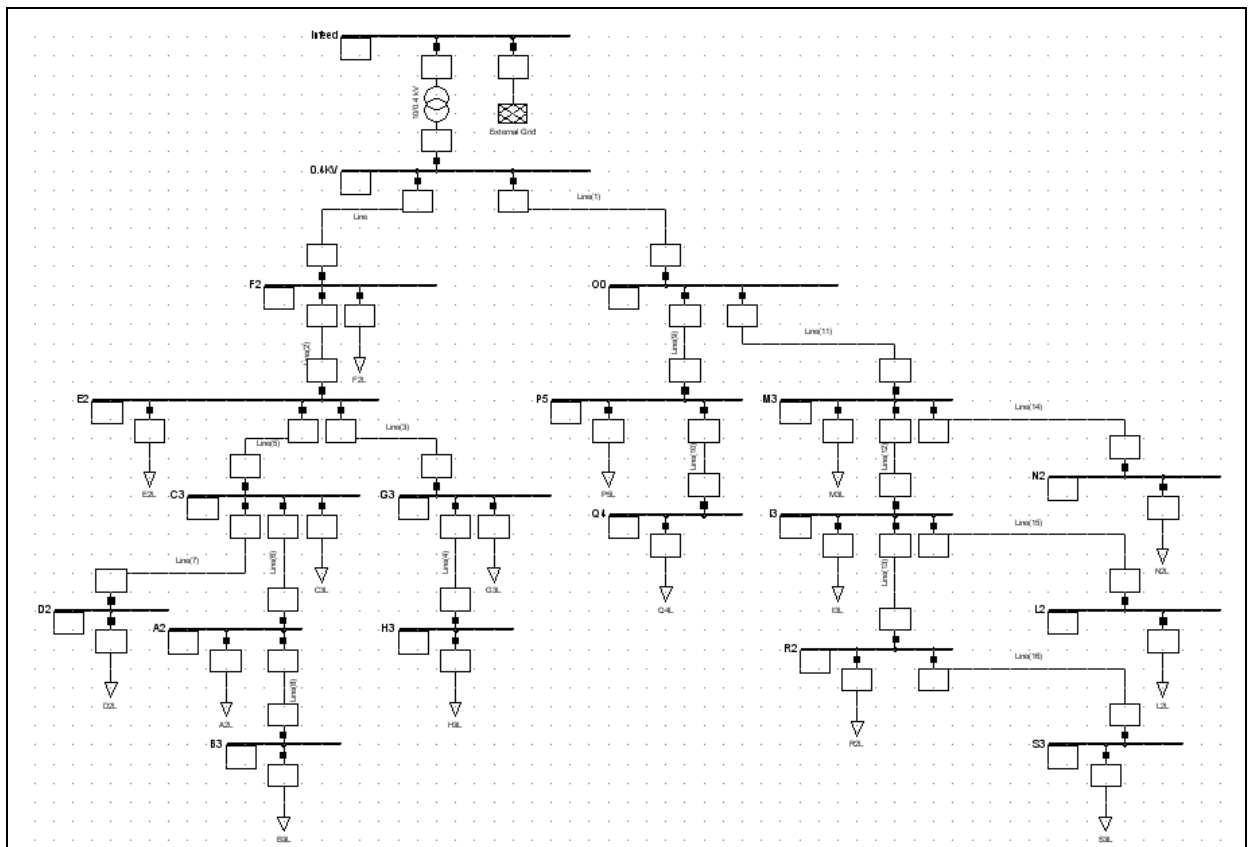 Infeed
10/0.4 kV
External Grid
0.4kV
Line
Line(1)
F2
O0
Line(2)
F2L
Line(9)
Line(11)
E2
P5
M3
Line(5)
Line(3)
Line(10)
Line(12)
Line(14)
E2L
P5L
M3L
C3
G3
N2
Q4
I3
Line(7)
Line(6)
C3L
Line(4)
G3L
Line(13)
Line(15)
N2L
Q4L
I3L
D2
A2
H3
L2
R2
Line(8)
Line(16)
D2L
A2L
H3L
R2L
L2L
B3
S3
B3L
S3L